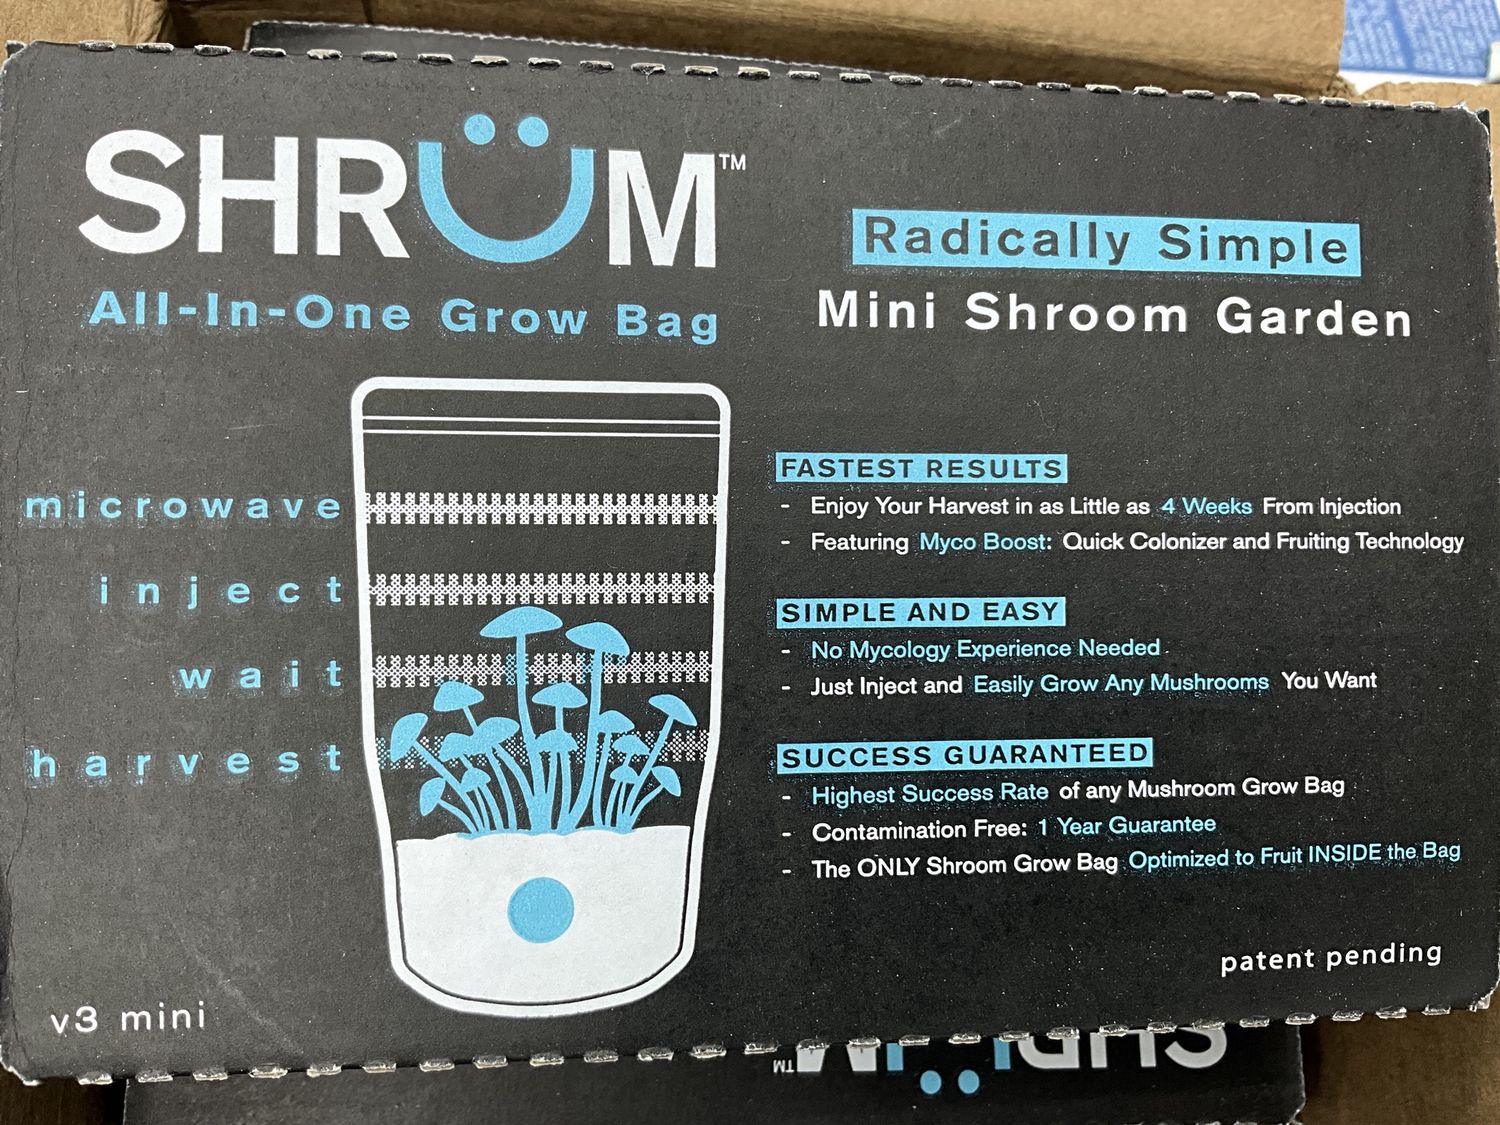 SHRÜM™
All-In-One Grow Bag
Radically Simple
Mini Shroom Garden
microwave
inject
wait
harvest
FASTEST RESULTS
- Enjoy Your Harvest in as Little as 4 Weeks From Injection
- Featuring Myco Boost: Quick Colonizer and Fruiting Technology
SIMPLE AND EASY
- No Mycology Experience Needed
- Just Inject and Easily Grow Any Mushrooms You Want
SUCCESS GUARANTEED
- Highest Success Rate of any Mushroom Grow Bag
- Contamination Free: 1 Year Guarantee
- The ONLY Shroom Grow Bag Optimized to Fruit INSIDE the Bag
patent pending
v3 mini
SHRÜM™